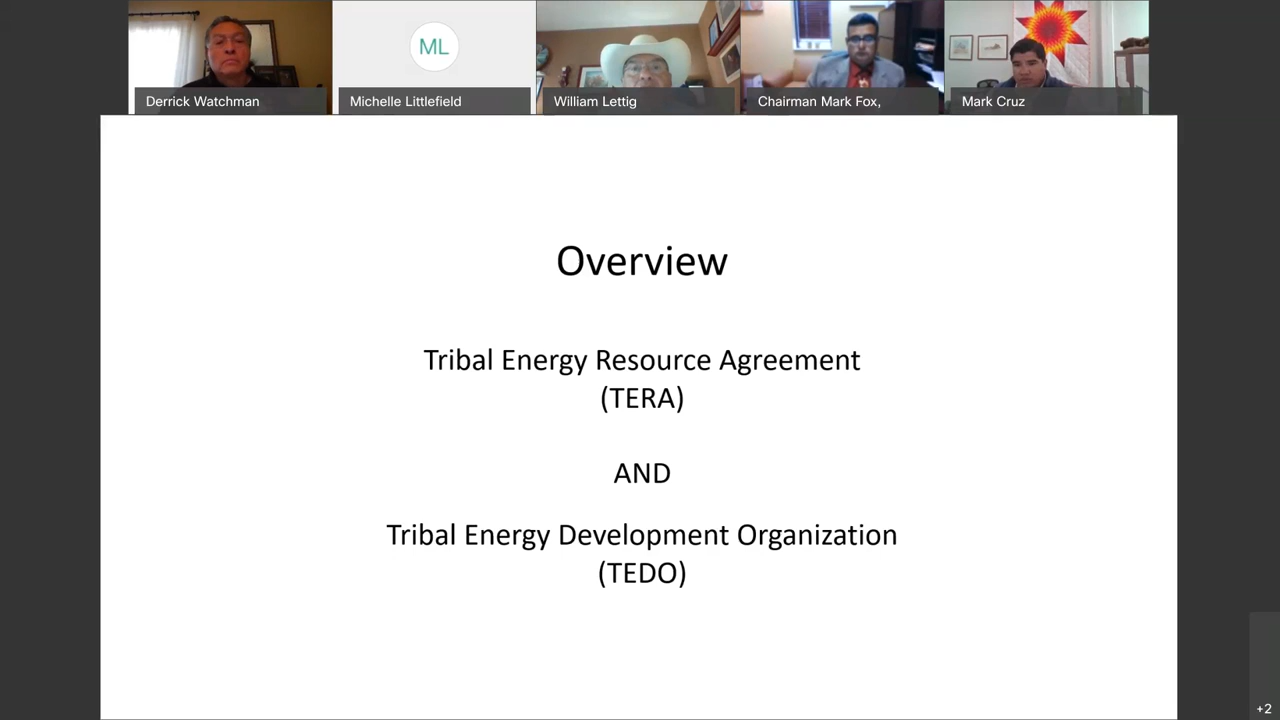 ML
Derrick Watchman
Michelle Littlefield
William Lettig
Chairman Mark Fox,
Mark Cruz
Overview
Tribal Energy Resource Agreement
(TERA)
AND
Tribal Energy Development Organization
(TEDO)
+2